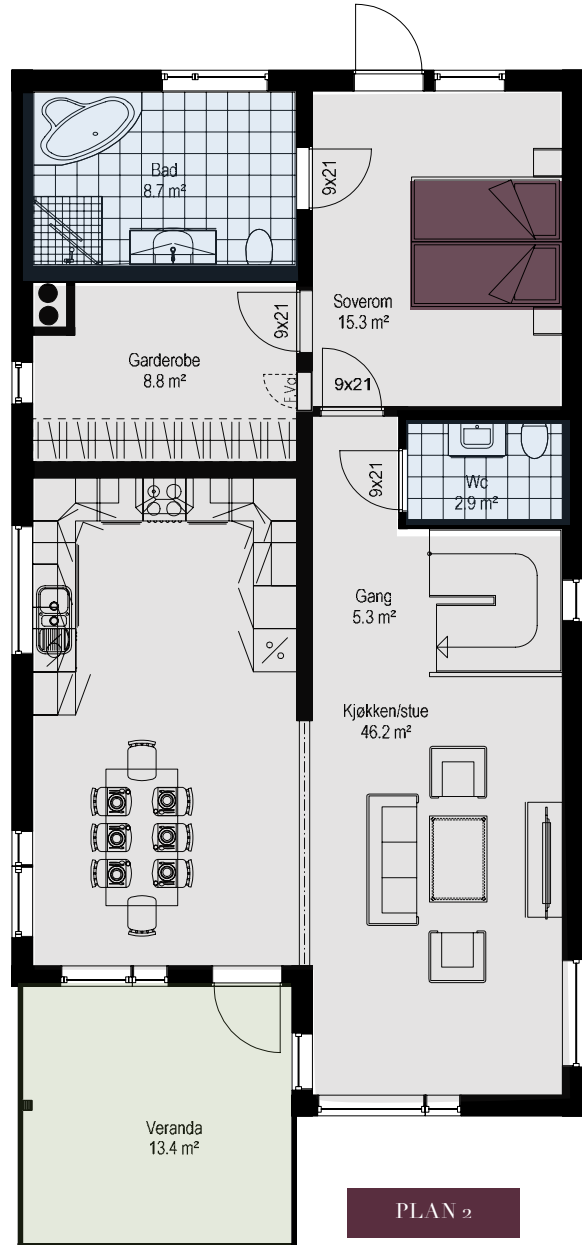 Bad
8.7 m²
9x21
Soverom
15.3 m²
9x21
Garderobe
8.8 m²
9x21
F.Vg
Wc
2.9 m²
9x21
Gang
5.3 m²
Kjøkken/stue
46.2 m²
Veranda
13.4 m²
PLAN 2